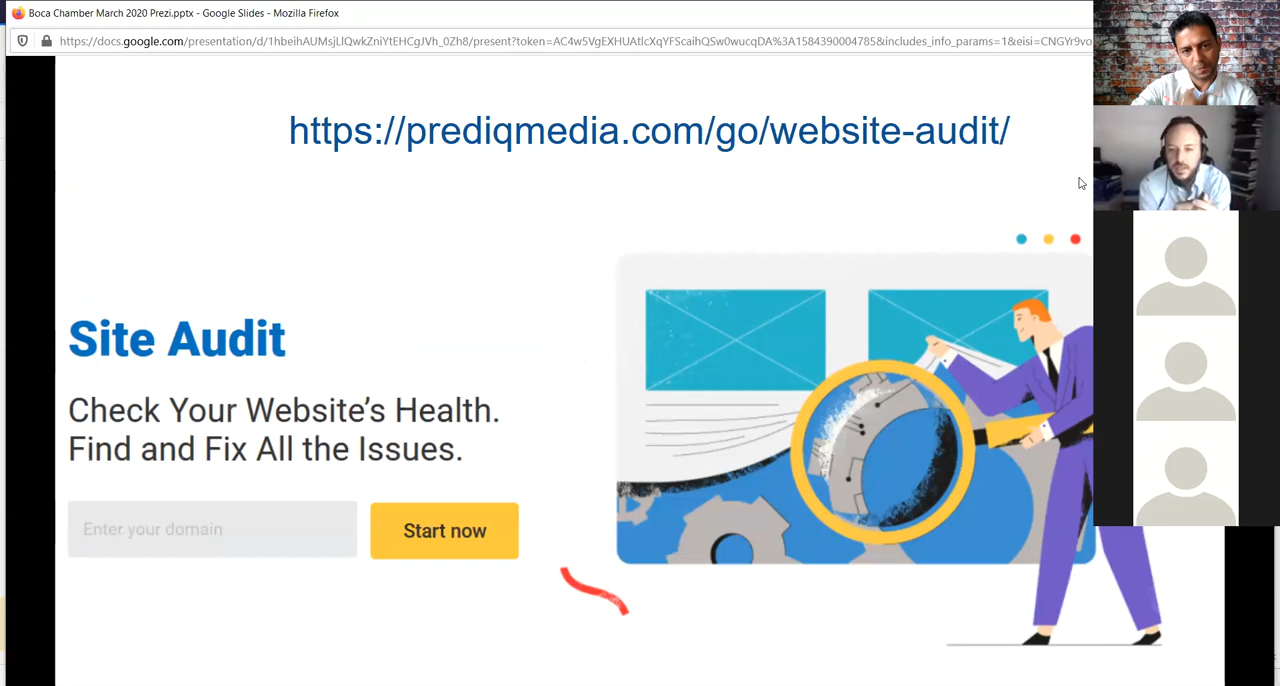 Boca Chamber March 2020 Prezi.pptx - Google Slides - Mozilla Firefox
https://docs.google.com/presentation/d/1hbeihAUMsjLlQwkZniYtBHCgJVh_0Zh8/present?token=AC4w5VgEXHUAtlcXqYFScaihQSw0wucqDA%3A1584390004785&includes_info_params=1&eisi=CNGYr9vo
https://prediqmedia.com/go/website-audit/
Site Audit
Check Your Website's Health.
Find and Fix All the Issues.
Enter your domain
Start now